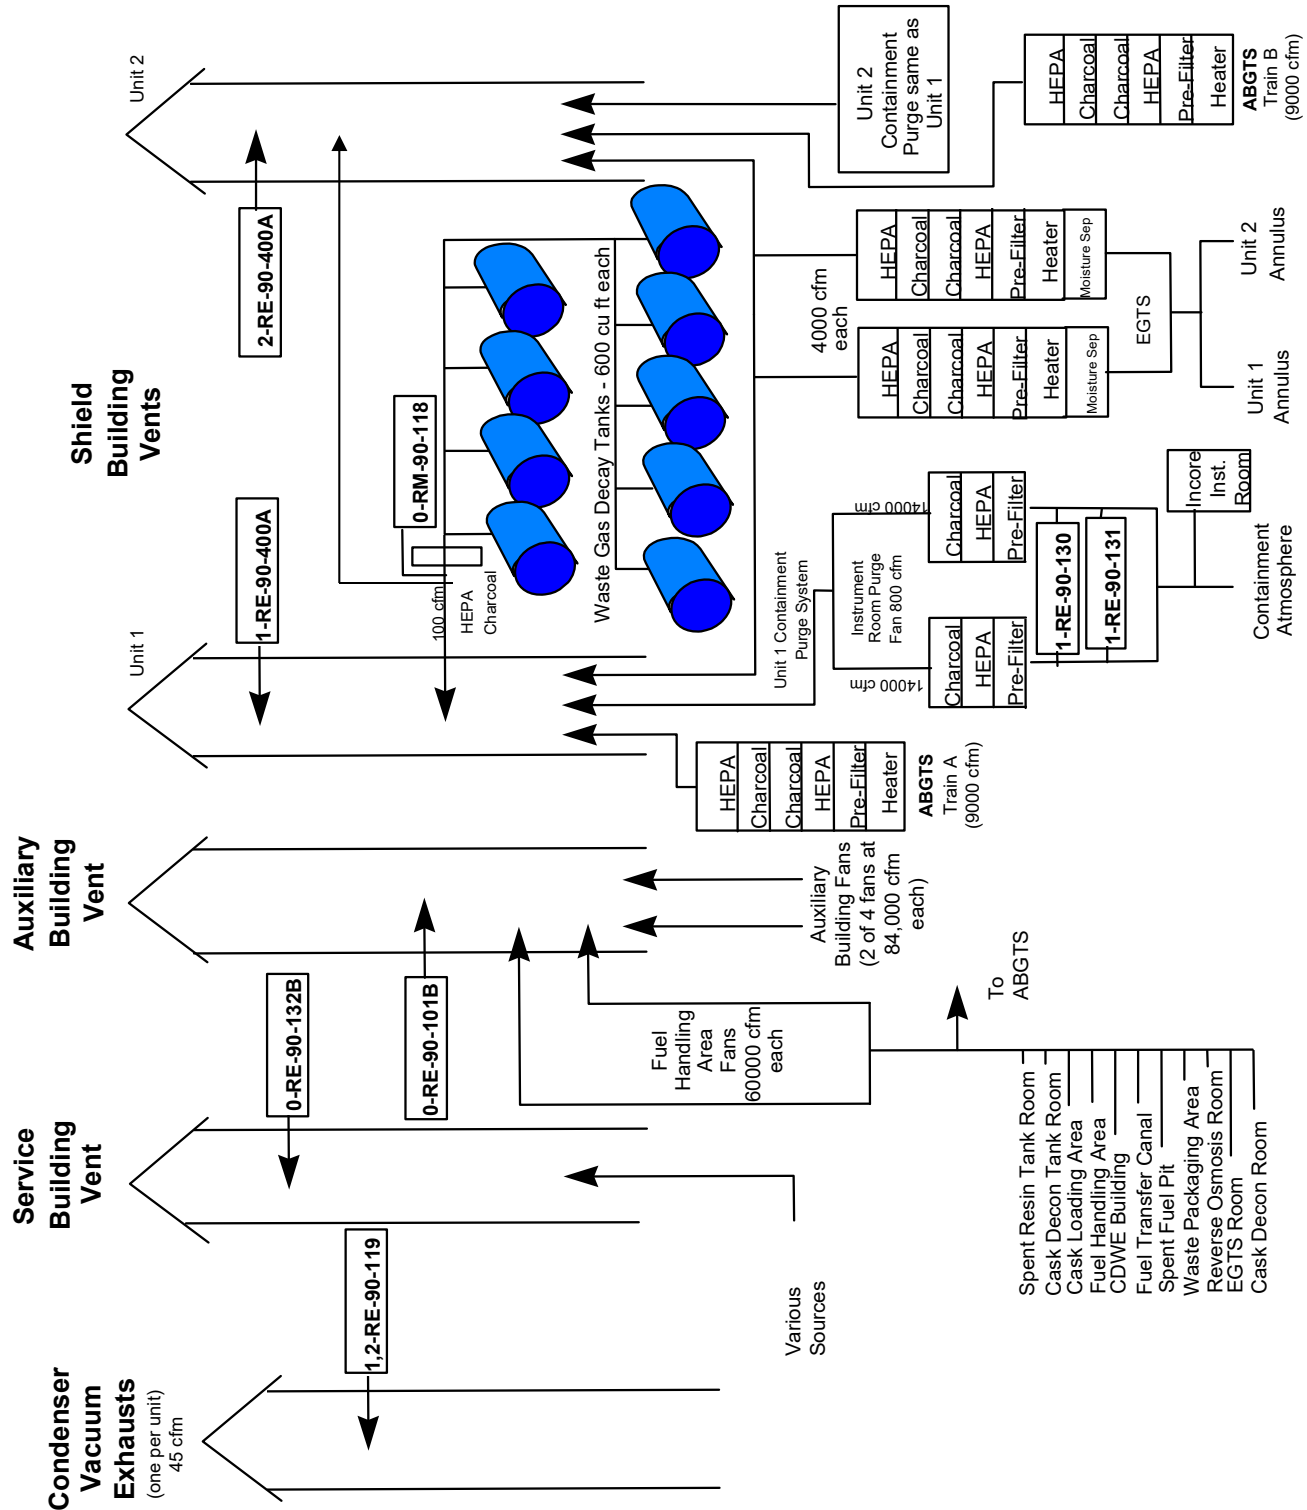 Condenser
Vacuum
Exhausts
(one per unit)
45 cfm
1,2-RE-90-119
Service
Building
Vent
0-RE-90-132B
Various
Sources
Auxiliary
Building
Vent
0-RE-90-101B
Fuel
Handling
Area
Fans
60000 cfm
each
Auxiliary
Building Fans
(2 of 4 fans at
84,000 cfm
each)
To
ABGTS
Spent Resin Tank Room
Cask Decon Tank Room
Cask Loading Area
Fuel Handling Area
CDWE Building
Fuel Transfer Canal
Spent Fuel Pit
Waste Packaging Area
Reverse Osmosis Room
EGTS Room
Cask Decon Room
Shield
Building
Vents
Unit 1
1-RE-90-400A
100 cfm
HEPA
Charcoal
0-RM-90-118
Waste Gas Decay Tanks - 600 cu ft each
HEPA
Charcoal
Charcoal
HEPA
Pre-Filter
Heater
ABGTS
Train A
(9000 cfm)
Unit 1 Containment
Purge System
14000 cfm
Instrument
Room Purge
Fan 800 cfm
14000 cfm
Charcoal
HEPA
Pre-Filter
Charcoal
HEPA
Pre-Filter
1-RE-90-130
1-RE-90-131
Containment
Atmosphere
Incore
Inst.
Room
4000 cfm
each
HEPA
Charcoal
Charcoal
HEPA
Pre-Filter
Heater
Moisture Sep
HEPA
Charcoal
Charcoal
HEPA
Pre-Filter
Heater
Moisture Sep
EGTS
Unit 1
Annulus
Unit 2
Annulus
Unit 2
2-RE-90-400A
Unit 2
Containment
Purge same as
Unit 1
HEPA
Charcoal
Charcoal
HEPA
Pre-Filter
Heater
ABGTS
Train B
(9000 cfm)